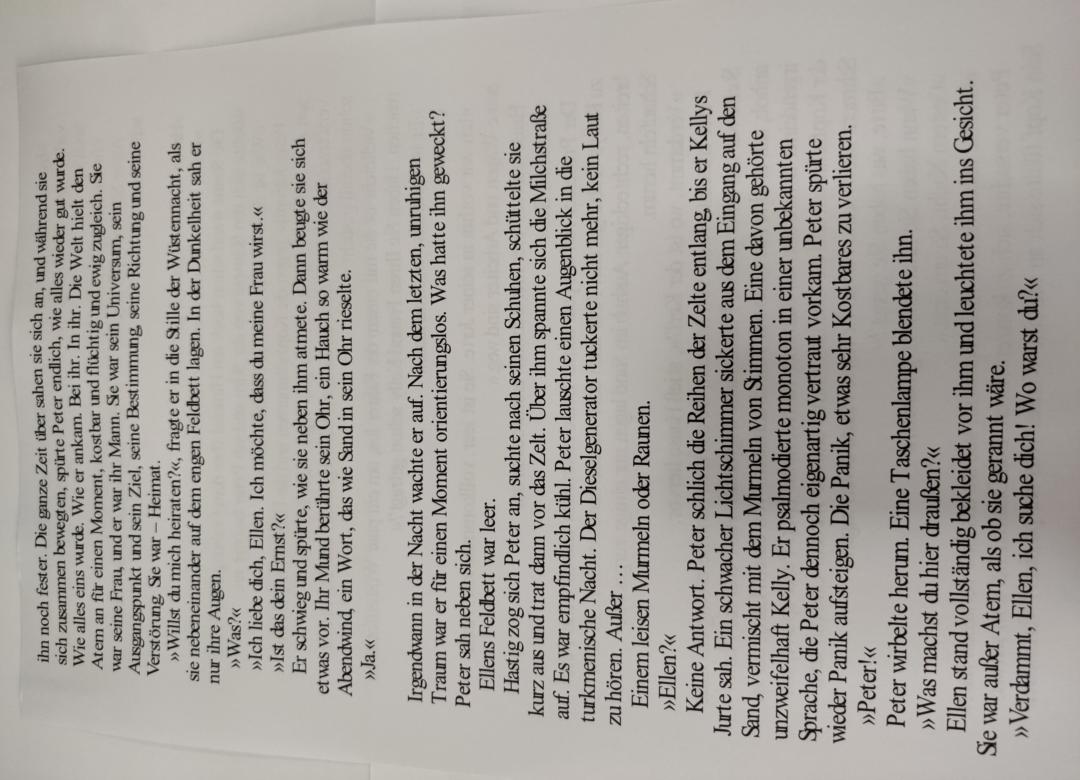 ihn noch fester. Die ganze Zeit über sahen sie sich an, und während sie
sich zusammen bewegten, spürte Peter endlich, wie alles wieder gut wurde.
Wie alles eins wurde. Wie er ankam. Bei ihr. In ihr. Die Welt hielt den
Atem an für einen Moment, kostbar und flüchtig und ewig zugleich. Sie
war seine Frau, und er war ihr Mann. Sie war sein Universum, sein
Ausgangspunkt und sein Ziel, seine Bestimmung, seine Richtung und seine
Verstörung. Sie war – Heimat.
»Willst du mich heiraten?«, fragte er in die Stille der Wüstennacht, als
sie nebeneinander auf dem engen Feldbett lagen. In der Dunkelheit sah er
nur ihre Augen.
»Was?«
»Ich liebe dich, Ellen. Ich möchte, dass du meine Frau wirst.«
»Ist das dein Ernst?«
Er schwieg und spürte, wie sie neben ihm atmete. Dann beugte sie sich
etwas vor. Ihr Mund berührte sein Ohr, ein Hauch so warm wie der
Abendwind, ein Wort, das wie Sand in sein Ohr rieselte.
»Ja.«
Irgendwann in der Nacht wachte er auf. Nach dem letzten, unruhigen
Traum war er für einen Moment orientierungslos. Was hatte ihn geweckt?
Peter sah neben sich.
Ellens Feldbett war leer.
Hastig zog sich Peter an, suchte nach seinen Schuhen, schüttelte sie
kurz aus und trat dann vor das Zelt. Über ihm spannte sich die Milchstraße
auf. Es war empfindlich kühl. Peter lauschte einen Augenblick in die
turkmenische Nacht. Der Dieselgenerator tuckerte nicht mehr, kein Laut
zu hören. Außer …
Einem leisen Murmeln oder Raunen.
»Ellen?«
Keine Antwort. Peter schlich die Reihen der Zelte entlang, bis er Kellys
Jurte sah. Ein schwacher Lichtschimmer sickerte aus dem Eingang auf den
Sand, vermischt mit dem Murmeln von Stimmen. Eine davon gehörte
unzweifelhaft Kelly. Er psalmodierte monoton in einer unbekannten
Sprache, die Peter dennoch eigenartig vertraut vorkam. Peter spürte
wieder Panik aufsteigen. Die Panik, etwas sehr Kostbares zu verlieren.
»Peter!«
Peter wirbelte herum. Eine Taschenlampe blendete ihn.
»Was machst du hier draußen?«
Ellen stand vollständig bekleidet vor ihm und leuchtete ihm ins Gesicht.
Sie war außer Atem, als ob sie gerannt wäre.
»Verdammt, Ellen, ich suche dich! Wo warst du?«